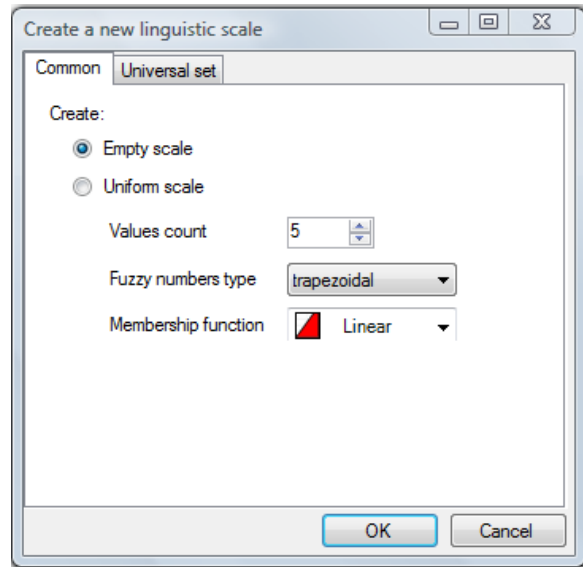 Create a new linguistic scale
Common Universal set
Create:
Empty scale
Uniform scale
Values count 5
Fuzzy numbers type trapezoidal
Membership function Linear
OK Cancel